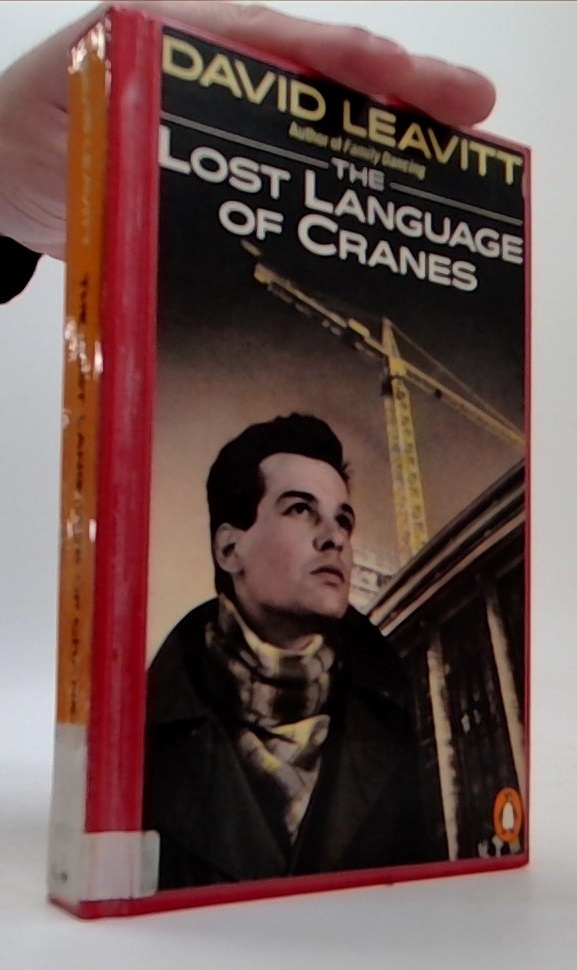 DAVID LEAVITT
Author of Family Dancing
THE
LOST LANGUAGE
OF CRANES